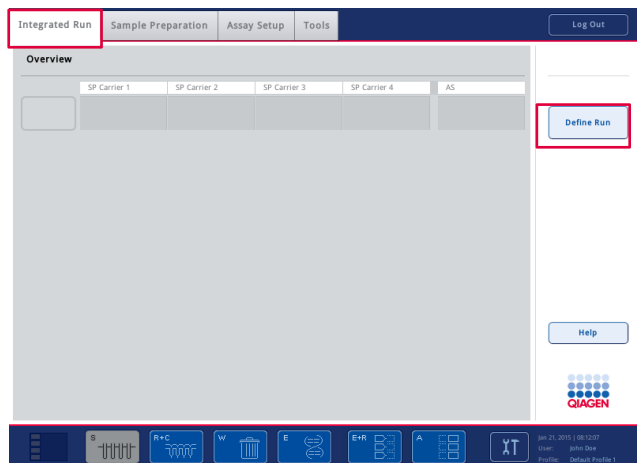 Integrated Run Sample Preparation Assay Setup Tools Log Out
Overview
SP Carrier 1 SP Carrier 2 SP Carrier 3 SP Carrier 4 AS
Define Run
Help
QIAGEN
S R+C W E E+R A
Jan 21, 2015 | 08:12:07
User: John Doe
Profile: Default Profile 1